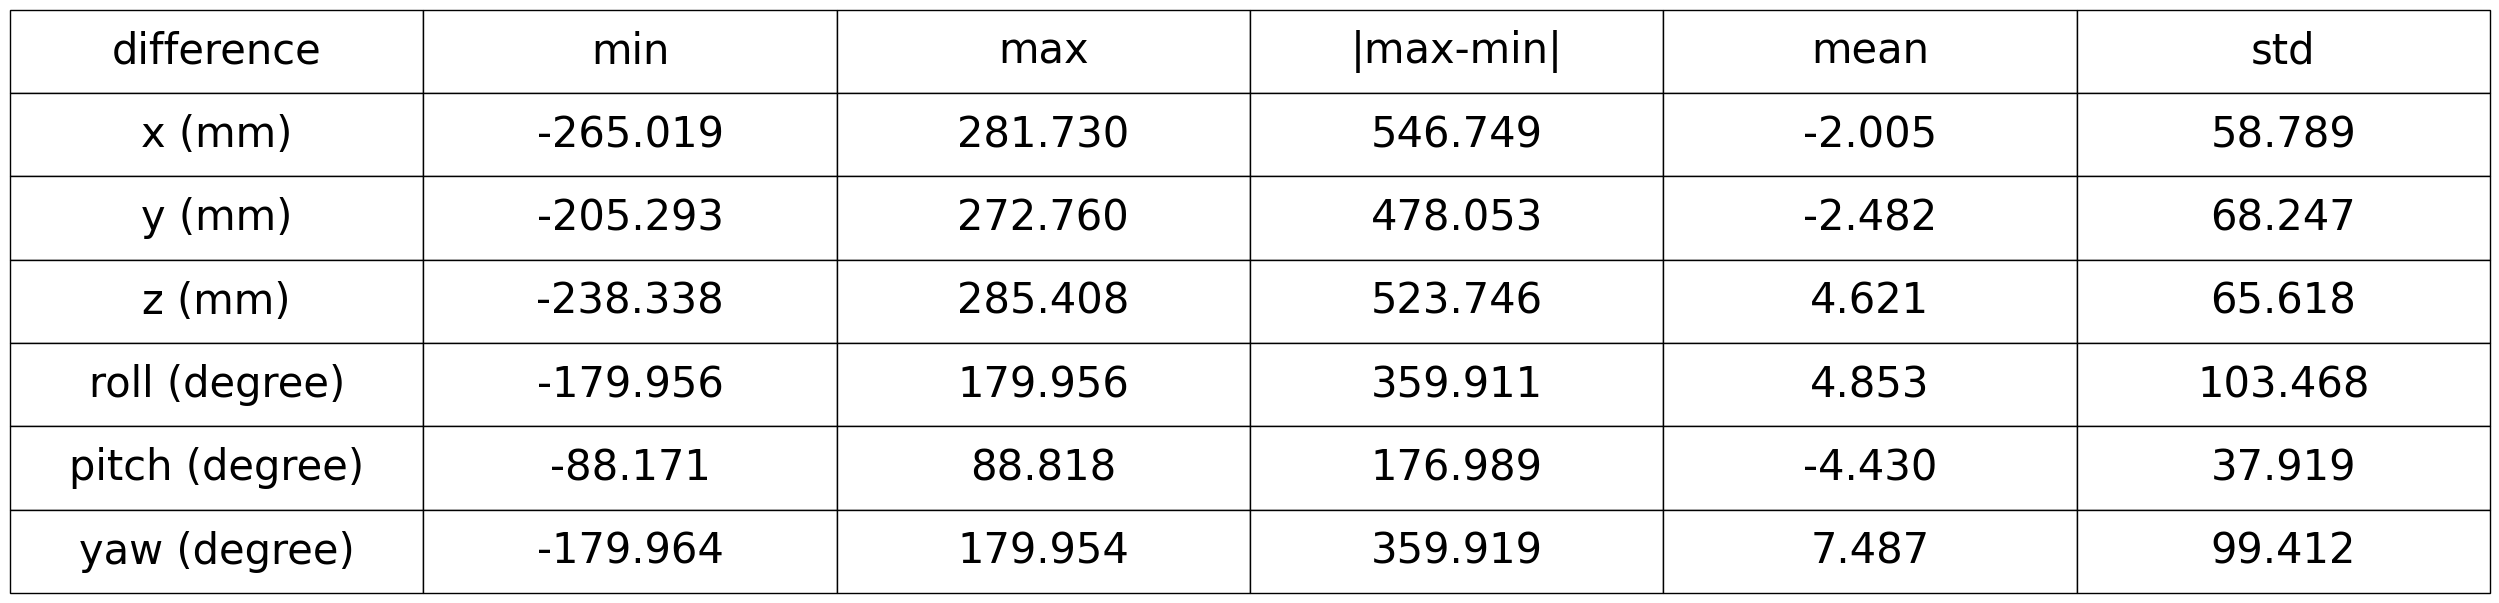 difference min max |max-min| mean std
x (mm) -265.019 281.730 546.749 -2.005 58.789
y (mm) -205.293 272.760 478.053 -2.482 68.247
z (mm) -238.338 285.408 523.746 4.621 65.618
roll (degree) -179.956 179.956 359.911 4.853 103.468
pitch (degree) -88.171 88.818 176.989 -4.430 37.919
yaw (degree) -179.964 179.954 359.919 7.487 99.412